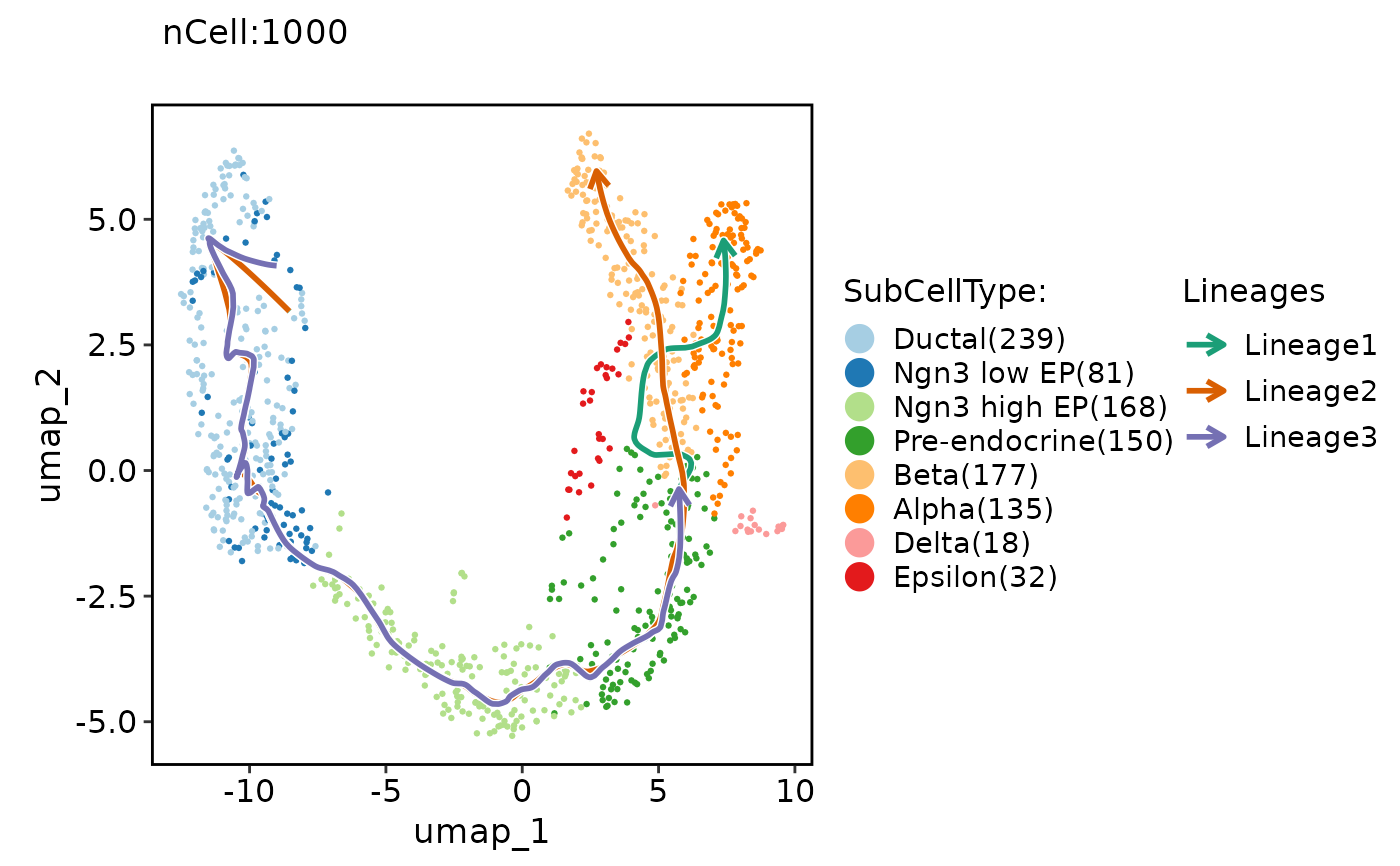 nCell:1000
umap_2
5.0
2.5
0.0
-2.5
-5.0
-10
-5
0
5
10
umap_1
SubCellType:
Ductal(239)
Ngn3 low EP(81)
Ngn3 high EP(168)
Pre-endocrine(150)
Beta(177)
Alpha(135)
Delta(18)
Epsilon(32)
Lineages
Lineage1
Lineage2
Lineage3